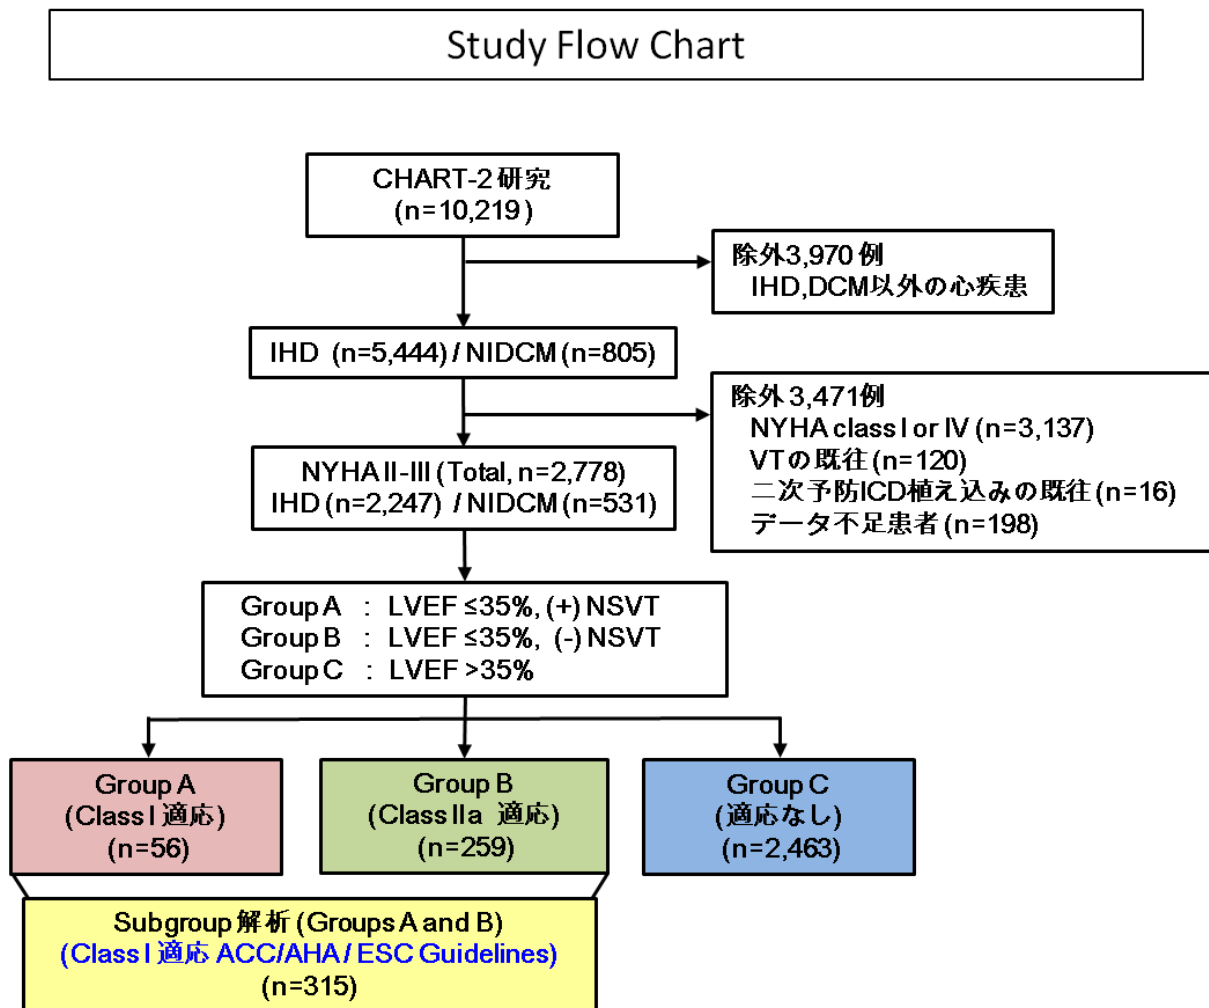 Study Flow Chart
CHART-2 研究
(n=10,219)
除外3,970 例
IHD,DCM以外の心疾患
IHD (n=5,444) / NIDCM (n=805)
除外 3,471例
NYHA class I or IV (n=3,137)
VTの既往 (n=120)
二次予防ICD植え込みの既往 (n=16)
データ不足患者 (n=198)
NYHA II-III (Total, n=2,778)
IHD (n=2,247) / NIDCM (n=531)
Group A : LVEF ≤35%, (+) NSVT
Group B : LVEF ≤35%, (-) NSVT
Group C : LVEF >35%
Group A
(Class I 適応)
(n=56)
Group B
(Class IIa 適応)
(n=259)
Group C
(適応なし)
(n=2,463)
Subgroup 解析 (Groups A and B)
(Class I 適応 ACC/AHA / ESC Guidelines)
(n=315)